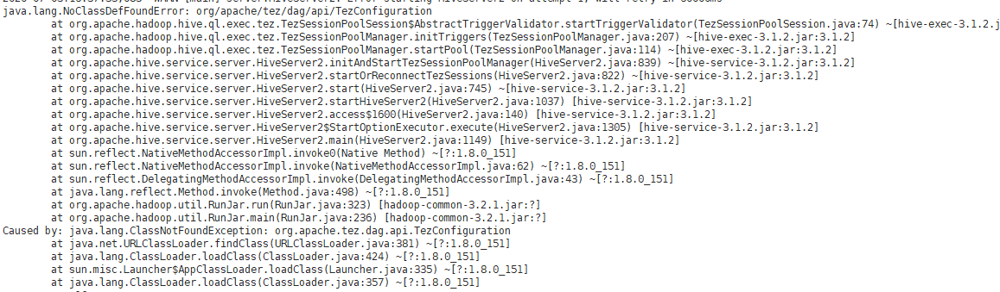 java.lang.NoClassDefFoundError: org/apache/tez/dag/api/TezConfiguration
at org.apache.hadoop.hive.ql.exec.tez.TezSessionPoolSession$AbstractTriggerValidator.startTriggerValidator(TezSessionPoolSession.java:74) ~[hive-exec-3.1.2.j
at org.apache.hadoop.hive.ql.exec.tez.TezSessionPoolManager.initTriggers(TezSessionPoolManager.java:207) ~[hive-exec-3.1.2.jar:3.1.2]
at org.apache.hadoop.hive.ql.exec.tez.TezSessionPoolManager.startPool(TezSessionPoolManager.java:114) ~[hive-exec-3.1.2.jar:3.1.2]
at org.apache.hive.service.server.HiveServer2.initAndStartTezSessionPoolManager(HiveServer2.java:839) ~[hive-service-3.1.2.jar:3.1.2]
at org.apache.hive.service.server.HiveServer2.startOrReconnectTezSessions(HiveServer2.java:822) ~[hive-service-3.1.2.jar:3.1.2]
at org.apache.hive.service.server.HiveServer2.start(HiveServer2.java:745) ~[hive-service-3.1.2.jar:3.1.2]
at org.apache.hive.service.server.HiveServer2.startHiveServer2(HiveServer2.java:1037) [hive-service-3.1.2.jar:3.1.2]
at org.apache.hive.service.server.HiveServer2.access$1600(HiveServer2.java:140) [hive-service-3.1.2.jar:3.1.2]
at org.apache.hive.service.server.HiveServer2$StartOptionExecutor.execute(HiveServer2.java:1305) [hive-service-3.1.2.jar:3.1.2]
at org.apache.hive.service.server.HiveServer2.main(HiveServer2.java:1149) [hive-service-3.1.2.jar:3.1.2]
at sun.reflect.NativeMethodAccessorImpl.invoke0(Native Method) ~[?:1.8.0_151]
at sun.reflect.NativeMethodAccessorImpl.invoke(NativeMethodAccessorImpl.java:62) ~[?:1.8.0_151]
at sun.reflect.DelegatingMethodAccessorImpl.invoke(DelegatingMethodAccessorImpl.java:43) ~[?:1.8.0_151]
at java.lang.reflect.Method.invoke(Method.java:498) ~[?:1.8.0_151]
at org.apache.hadoop.util.RunJar.run(RunJar.java:323) [hadoop-common-3.2.1.jar:?]
at org.apache.hadoop.util.RunJar.main(RunJar.java:236) [hadoop-common-3.2.1.jar:?]
Caused by: java.lang.ClassNotFoundException: org.apache.tez.dag.api.TezConfiguration
at java.net.URLClassLoader.findClass(URLClassLoader.java:381) ~[?:1.8.0_151]
at java.lang.ClassLoader.loadClass(ClassLoader.java:424) ~[?:1.8.0_151]
at sun.misc.Launcher$AppClassLoader.loadClass(Launcher.java:335) ~[?:1.8.0_151]
at java.lang.ClassLoader.loadClass(ClassLoader.java:357) ~[?:1.8.0_151]